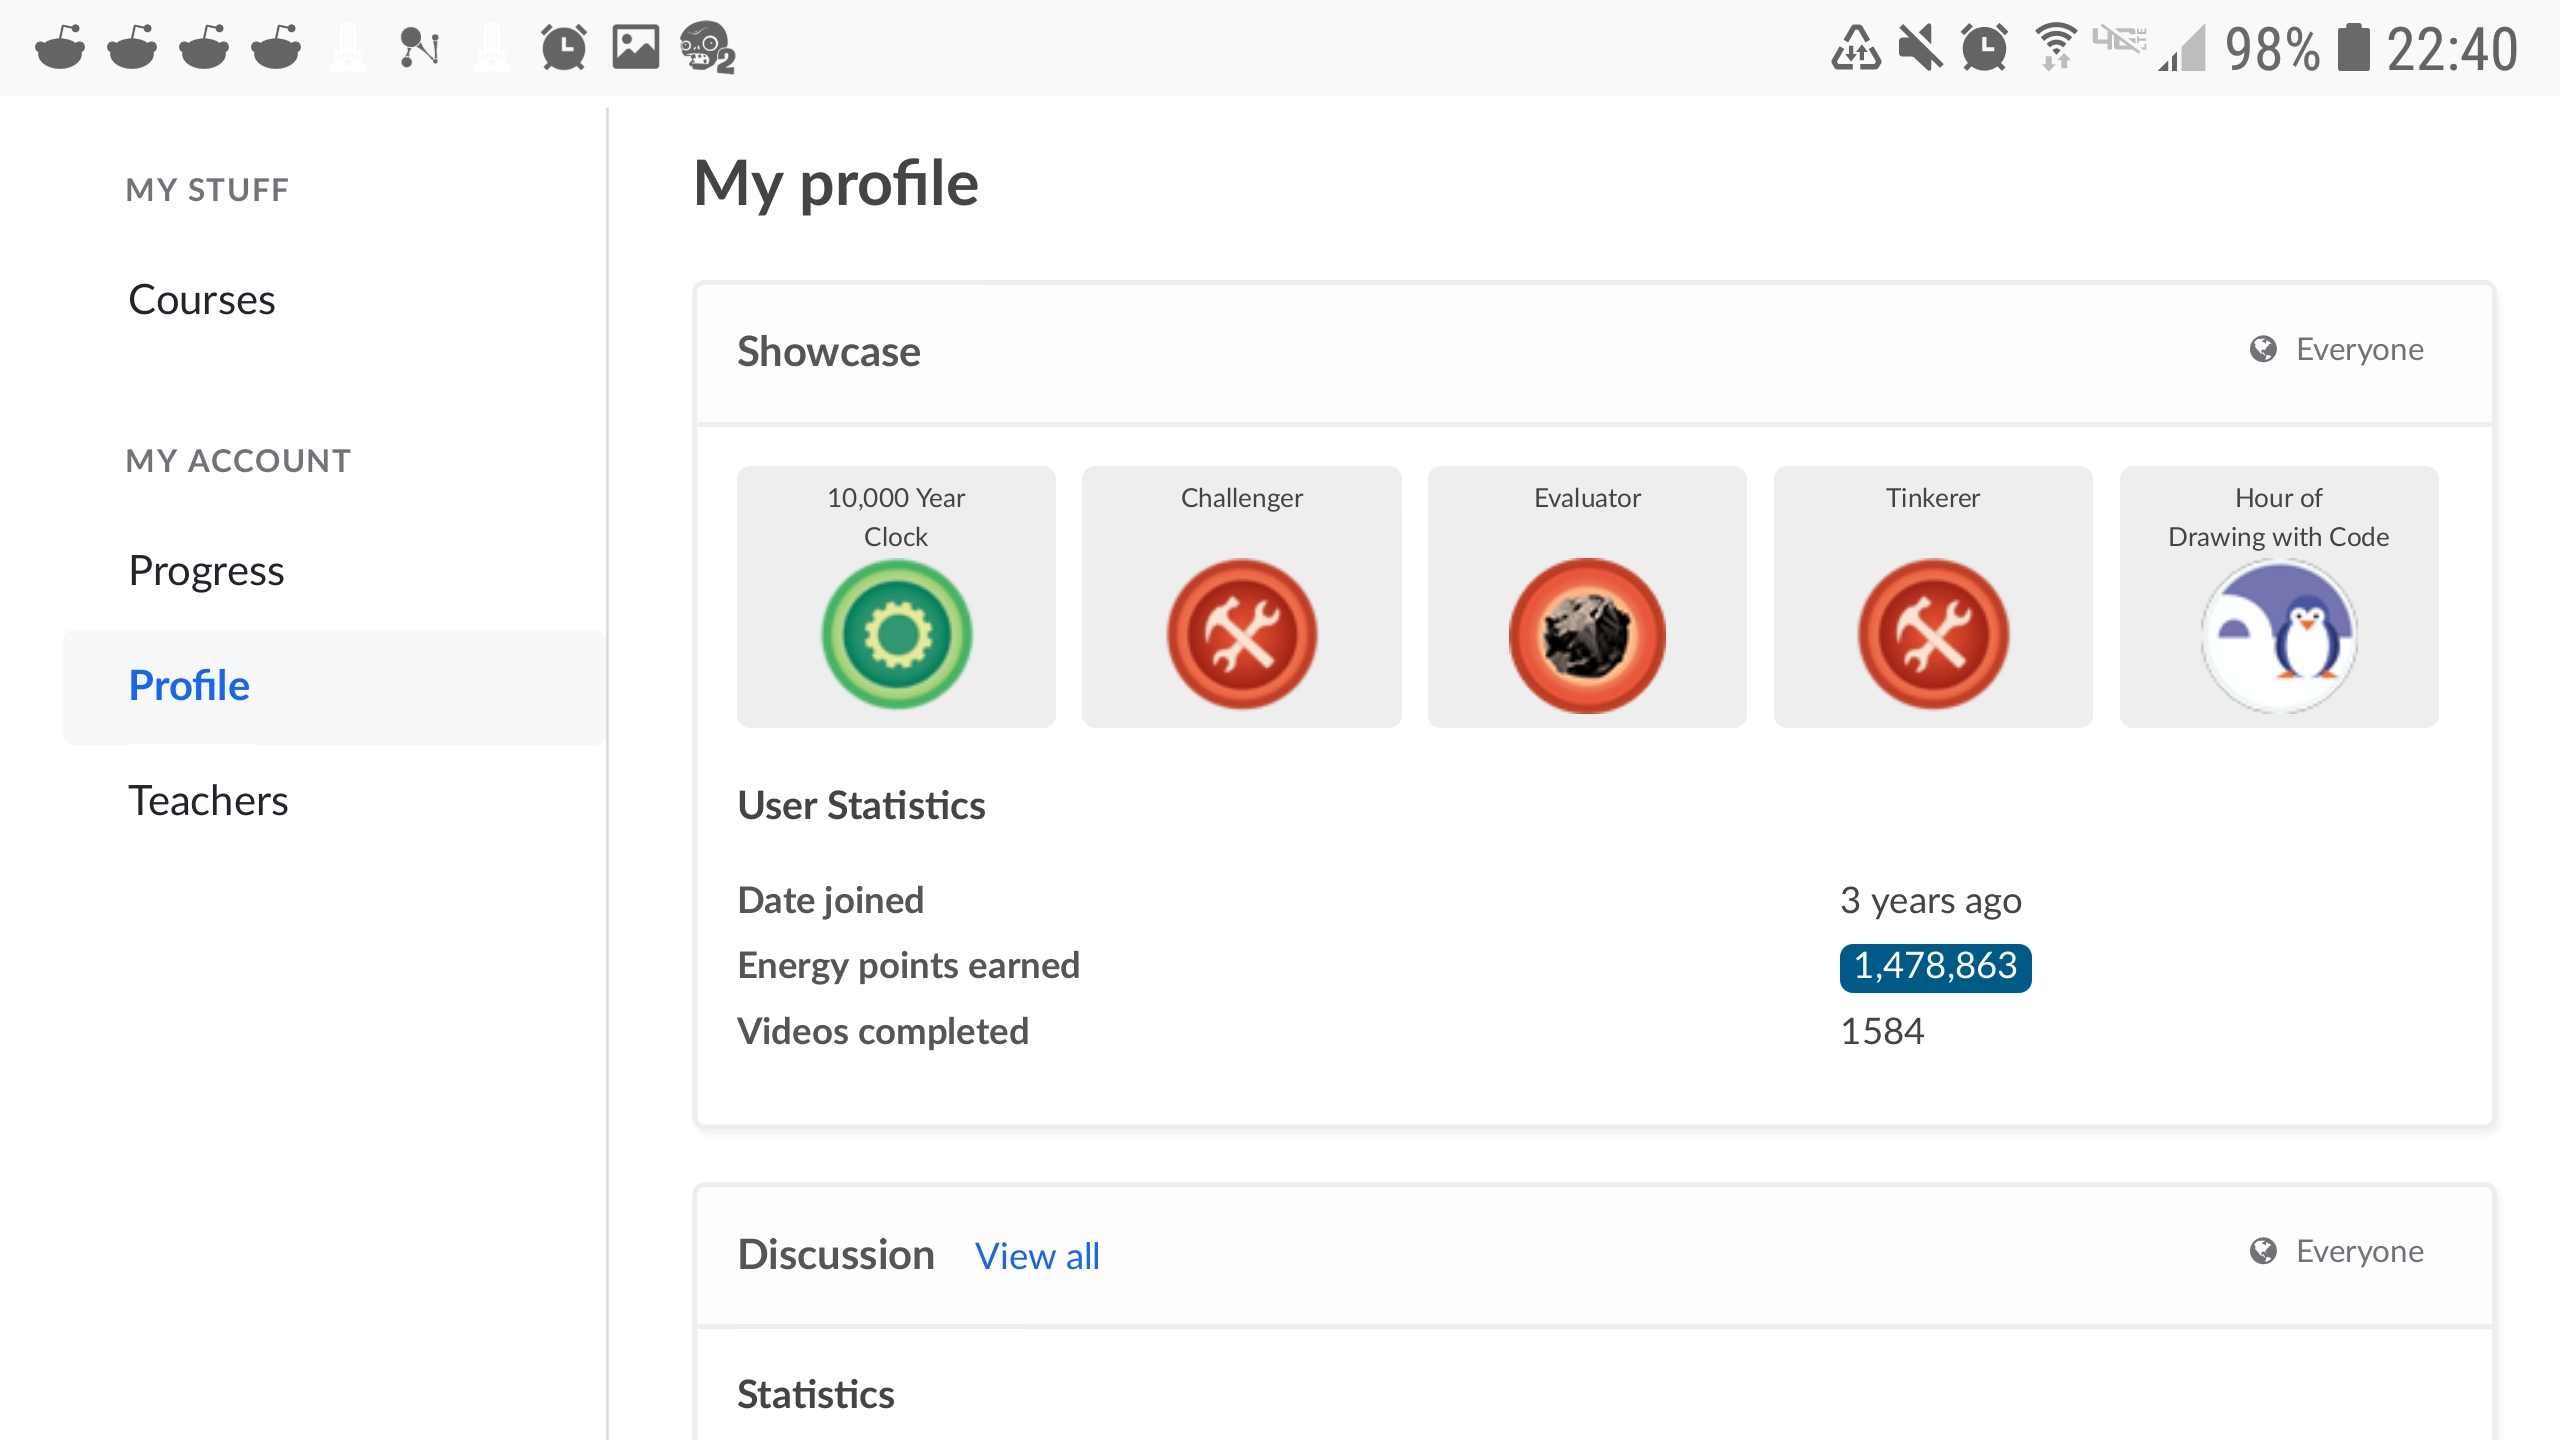 98% 22:40
MY STUFF
Courses
MY ACCOUNT
Progress
Profile
Teachers
My profile
Showcase
Everyone
10,000 Year
Clock
Challenger
Evaluator
Tinkerer
Hour of
Drawing with Code
User Statistics
Date joined 3 years ago
Energy points earned 1,478,863
Videos completed 1584
Discussion View all
Everyone
Statistics